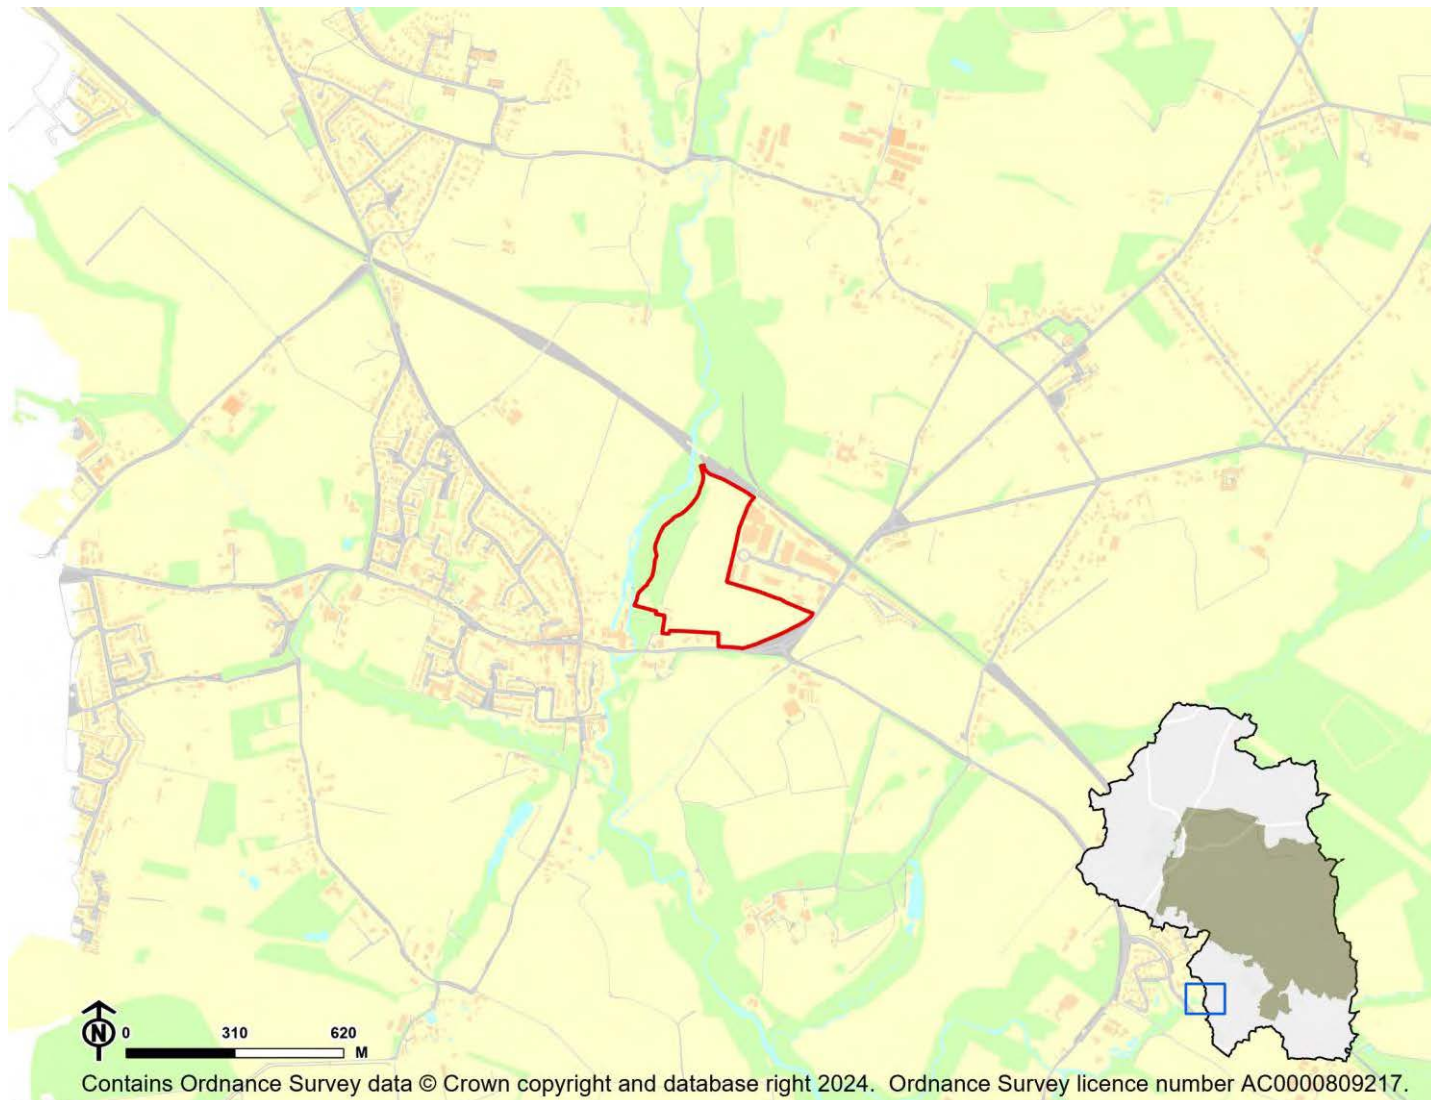 N
0 310 620
M
Contains Ordnance Survey data © Crown copyright and database right 2024. Ordnance Survey licence number AC0000809217.